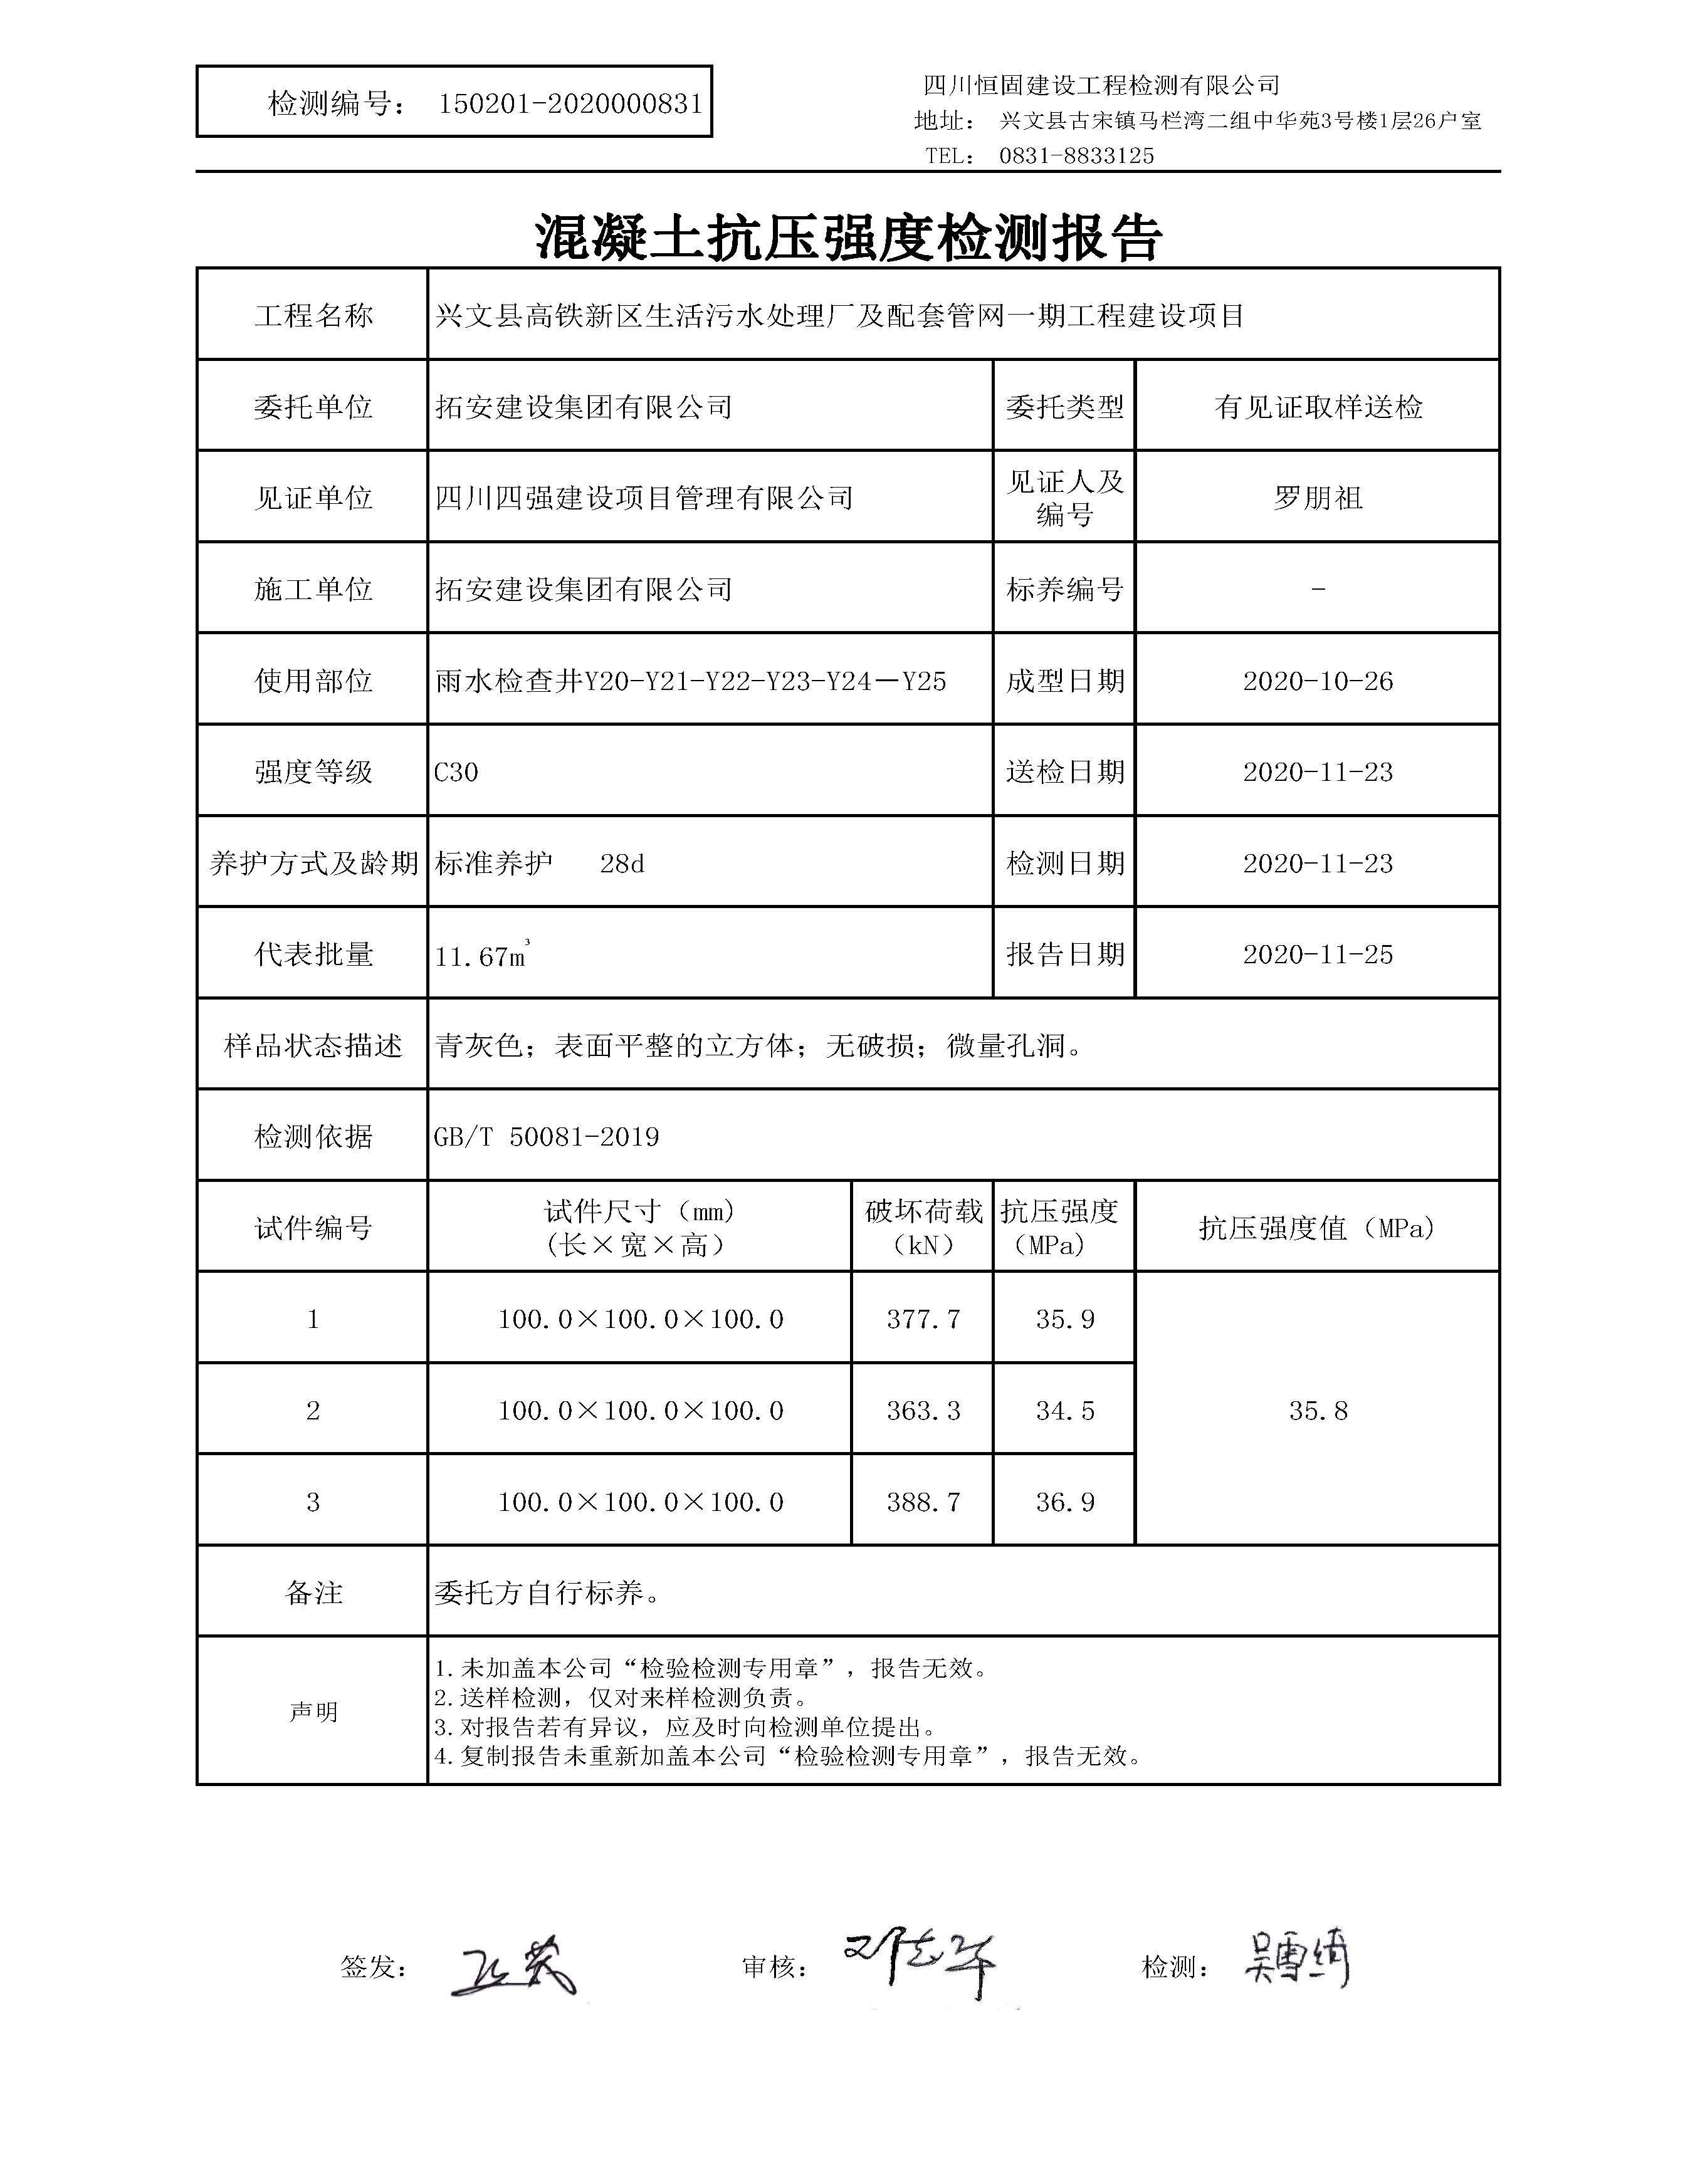 检测编号： 150201-2020000831
四川恒固建设工程检测有限公司
地址： 兴文县古宋镇马栏湾二组中华苑3号楼1层26户室
TEL： 0831-8833125
混凝土抗压强度检测报告
工程名称 兴文县高铁新区生活污水处理厂及配套管网一期工程建设项目
委托单位 拓安建设集团有限公司 委托类型 有见证取样送检
见证单位 四川四强建设项目管理有限公司 见证人及编号 罗朋祖
施工单位 拓安建设集团有限公司 标养编号 -
使用部位 雨水检查井Y20-Y21-Y22-Y23-Y24－Y25 成型日期 2020-10-26
强度等级 C30 送检日期 2020-11-23
养护方式及龄期 标准养护 28d 检测日期 2020-11-23
代表批量 11.67m³ 报告日期 2020-11-25
样品状态描述 青灰色；表面平整的立方体；无破损；微量孔洞。
检测依据 GB/T 50081-2019
试件编号 试件尺寸（mm）（长×宽×高） 破坏荷载（kN） 抗压强度（MPa） 抗压强度值（MPa）
1 100.0×100.0×100.0 377.7 35.9
2 100.0×100.0×100.0 363.3 34.5 35.8
3 100.0×100.0×100.0 388.7 36.9
备注 委托方自行标养。
声明
1.未加盖本公司“检验检测专用章”，报告无效。
2.送样检测，仅对来样检测负责。
3.对报告若有异议，应及时向检测单位提出。
4.复制报告未重新加盖本公司“检验检测专用章”，报告无效。
签发： 审核： 检测： 吴雪绮